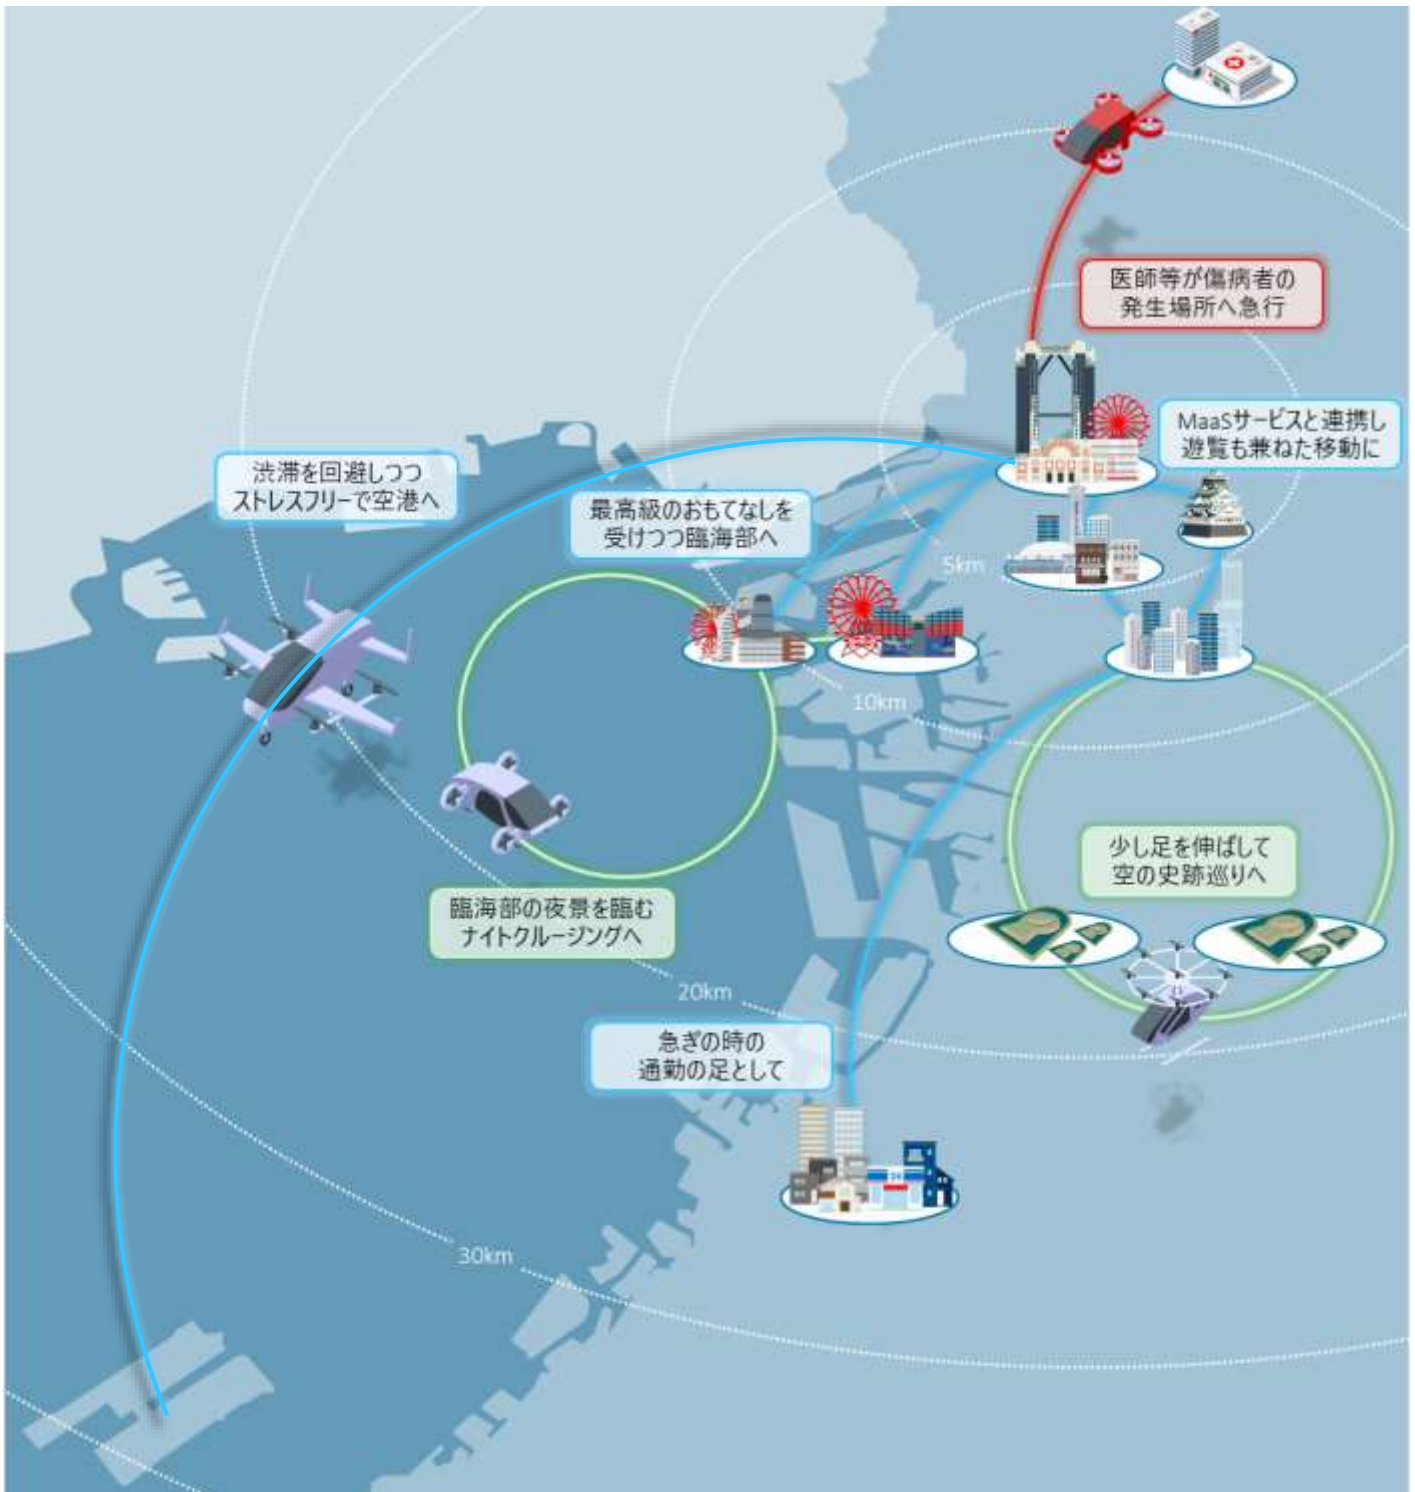 医師等が傷病者の
発生場所へ急行
MaaSサービスと連携し
遊覧も兼ねた移動に
渋滞を回避しつつ
ストレスフリーで空港へ
最高級のおもてなしを
受けつつ臨海部へ
5km
10km
少し足を伸ばして
空の史跡巡りへ
臨海部の夜景を臨む
ナイトクルージングへ
20km
急ぎの時の
通勤の足として
30km